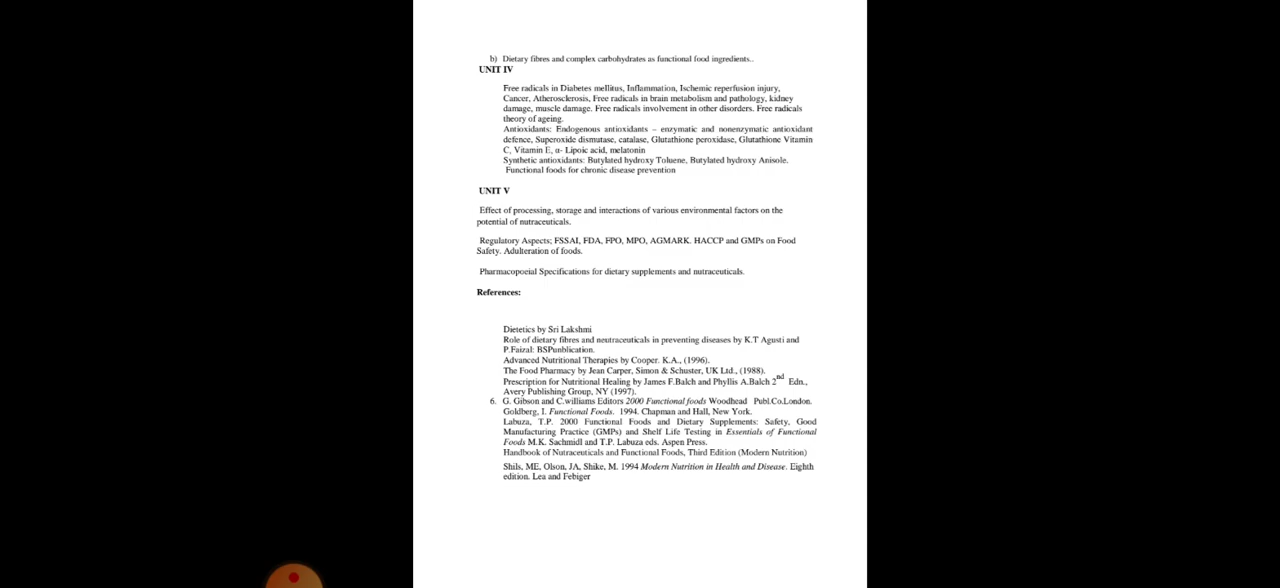 b) Dietary fibres and complex carbohydrates as functional food ingredients..
UNIT IV
Free radicals in Diabetes mellitus, Inflammation, Ischemic reperfusion injury,
Cancer, Atherosclerosis, Free radicals in brain metabolism and pathology, kidney
damage, muscle damage. Free radicals involvement in other disorders. Free radicals
theory of ageing.
Antioxidants: Endogenous antioxidants – enzymatic and nonenzymatic antioxidant
defence, Superoxide dismutase, catalase, Glutathione peroxidase, Glutathione Vitamin
C, Vitamin E, α- Lipoic acid, melatonin
Synthetic antioxidants: Butylated hydroxy Toluene, Butylated hydroxy Anisole.
Functional foods for chronic disease prevention
UNIT V
Effect of processing, storage and interactions of various environmental factors on the
potential of nutraceuticals.
Regulatory Aspects; FSSAI, FDA, FPO, MPO, AGMARK. HACCP and GMPs on Food
Safety. Adulteration of foods.
Pharmacopoeial Specifications for dietary supplements and nutraceuticals.
References:
Dietetics by Sri Lakshmi
Role of dietary fibres and neutraceuticals in preventing diseases by K.T Agusti and
P.Faizal: BSPunblication.
Advanced Nutritional Therapies by Cooper. K.A., (1996).
The Food Pharmacy by Jean Carper, Simon & Schuster, UK Ltd., (1988).
Prescription for Nutritional Healing by James F.Balch and Phyllis A.Balch 2nd Edn.,
Avery Publishing Group, NY (1997).
6. G. Gibson and C.williams Editors 2000 Functional foods Woodhead Publ.Co.London.
Goldberg, I. Functional Foods. 1994. Chapman and Hall, New York.
Labuza, T.P. 2000 Functional Foods and Dietary Supplements: Safety, Good
Manufacturing Practice (GMPs) and Shelf Life Testing in Essentials of Functional
Foods M.K. Sachmidl and T.P. Labuza eds. Aspen Press.
Handbook of Nutraceuticals and Functional Foods, Third Edition (Modern Nutrition)
Shils, ME, Olson, JA, Shike, M. 1994 Modern Nutrition in Health and Disease. Eighth
edition. Lea and Febiger